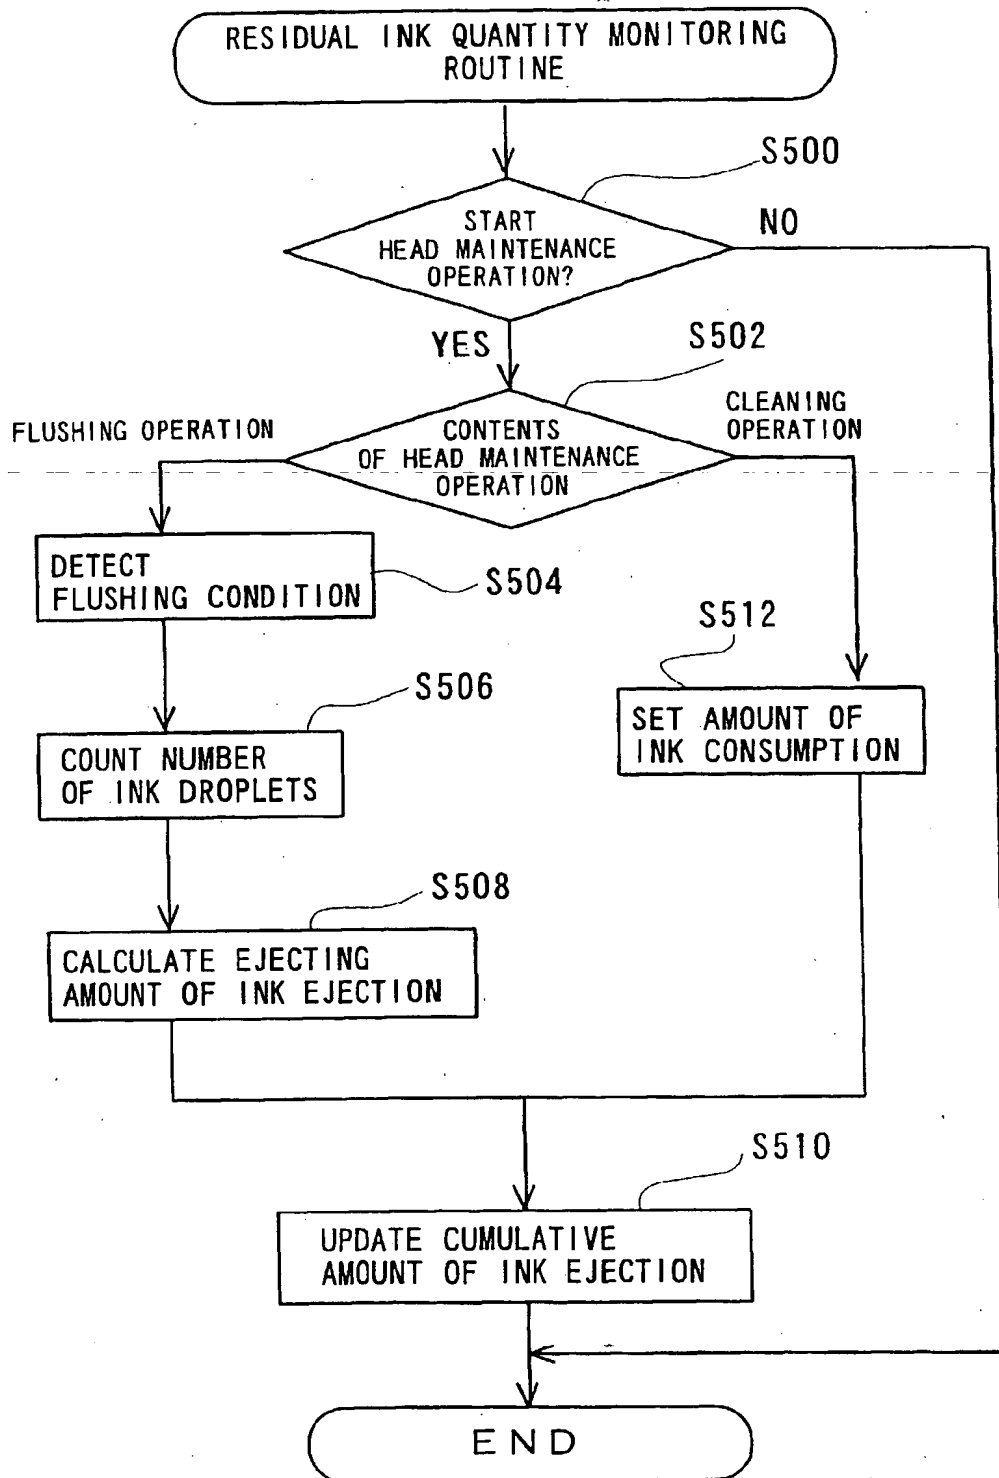 RESIDUAL INK QUANTITY MONITORING
ROUTINE
S500
START
HEAD MAINTENANCE
OPERATION?
NO
YES
S502
FLUSHING OPERATION
CONTENTS
OF HEAD MAINTENANCE
OPERATION
CLEANING
OPERATION
DETECT
FLUSHING CONDITION
S504
S512
SET AMOUNT OF
INK CONSUMPTION
S506
COUNT NUMBER
OF INK DROPLETS
S508
CALCULATE EJECTING
AMOUNT OF INK EJECTION
S510
UPDATE CUMULATIVE
AMOUNT OF INK EJECTION
END